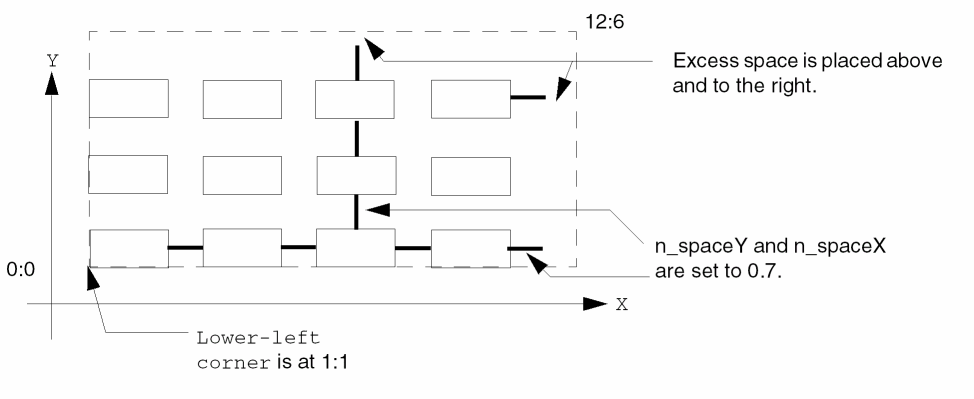 12:6
Y
Excess space is placed above
and to the right.
n_spaceY and n_spaceX
are set to 0.7.
0:0
X
Lower-left
corner is at 1:1